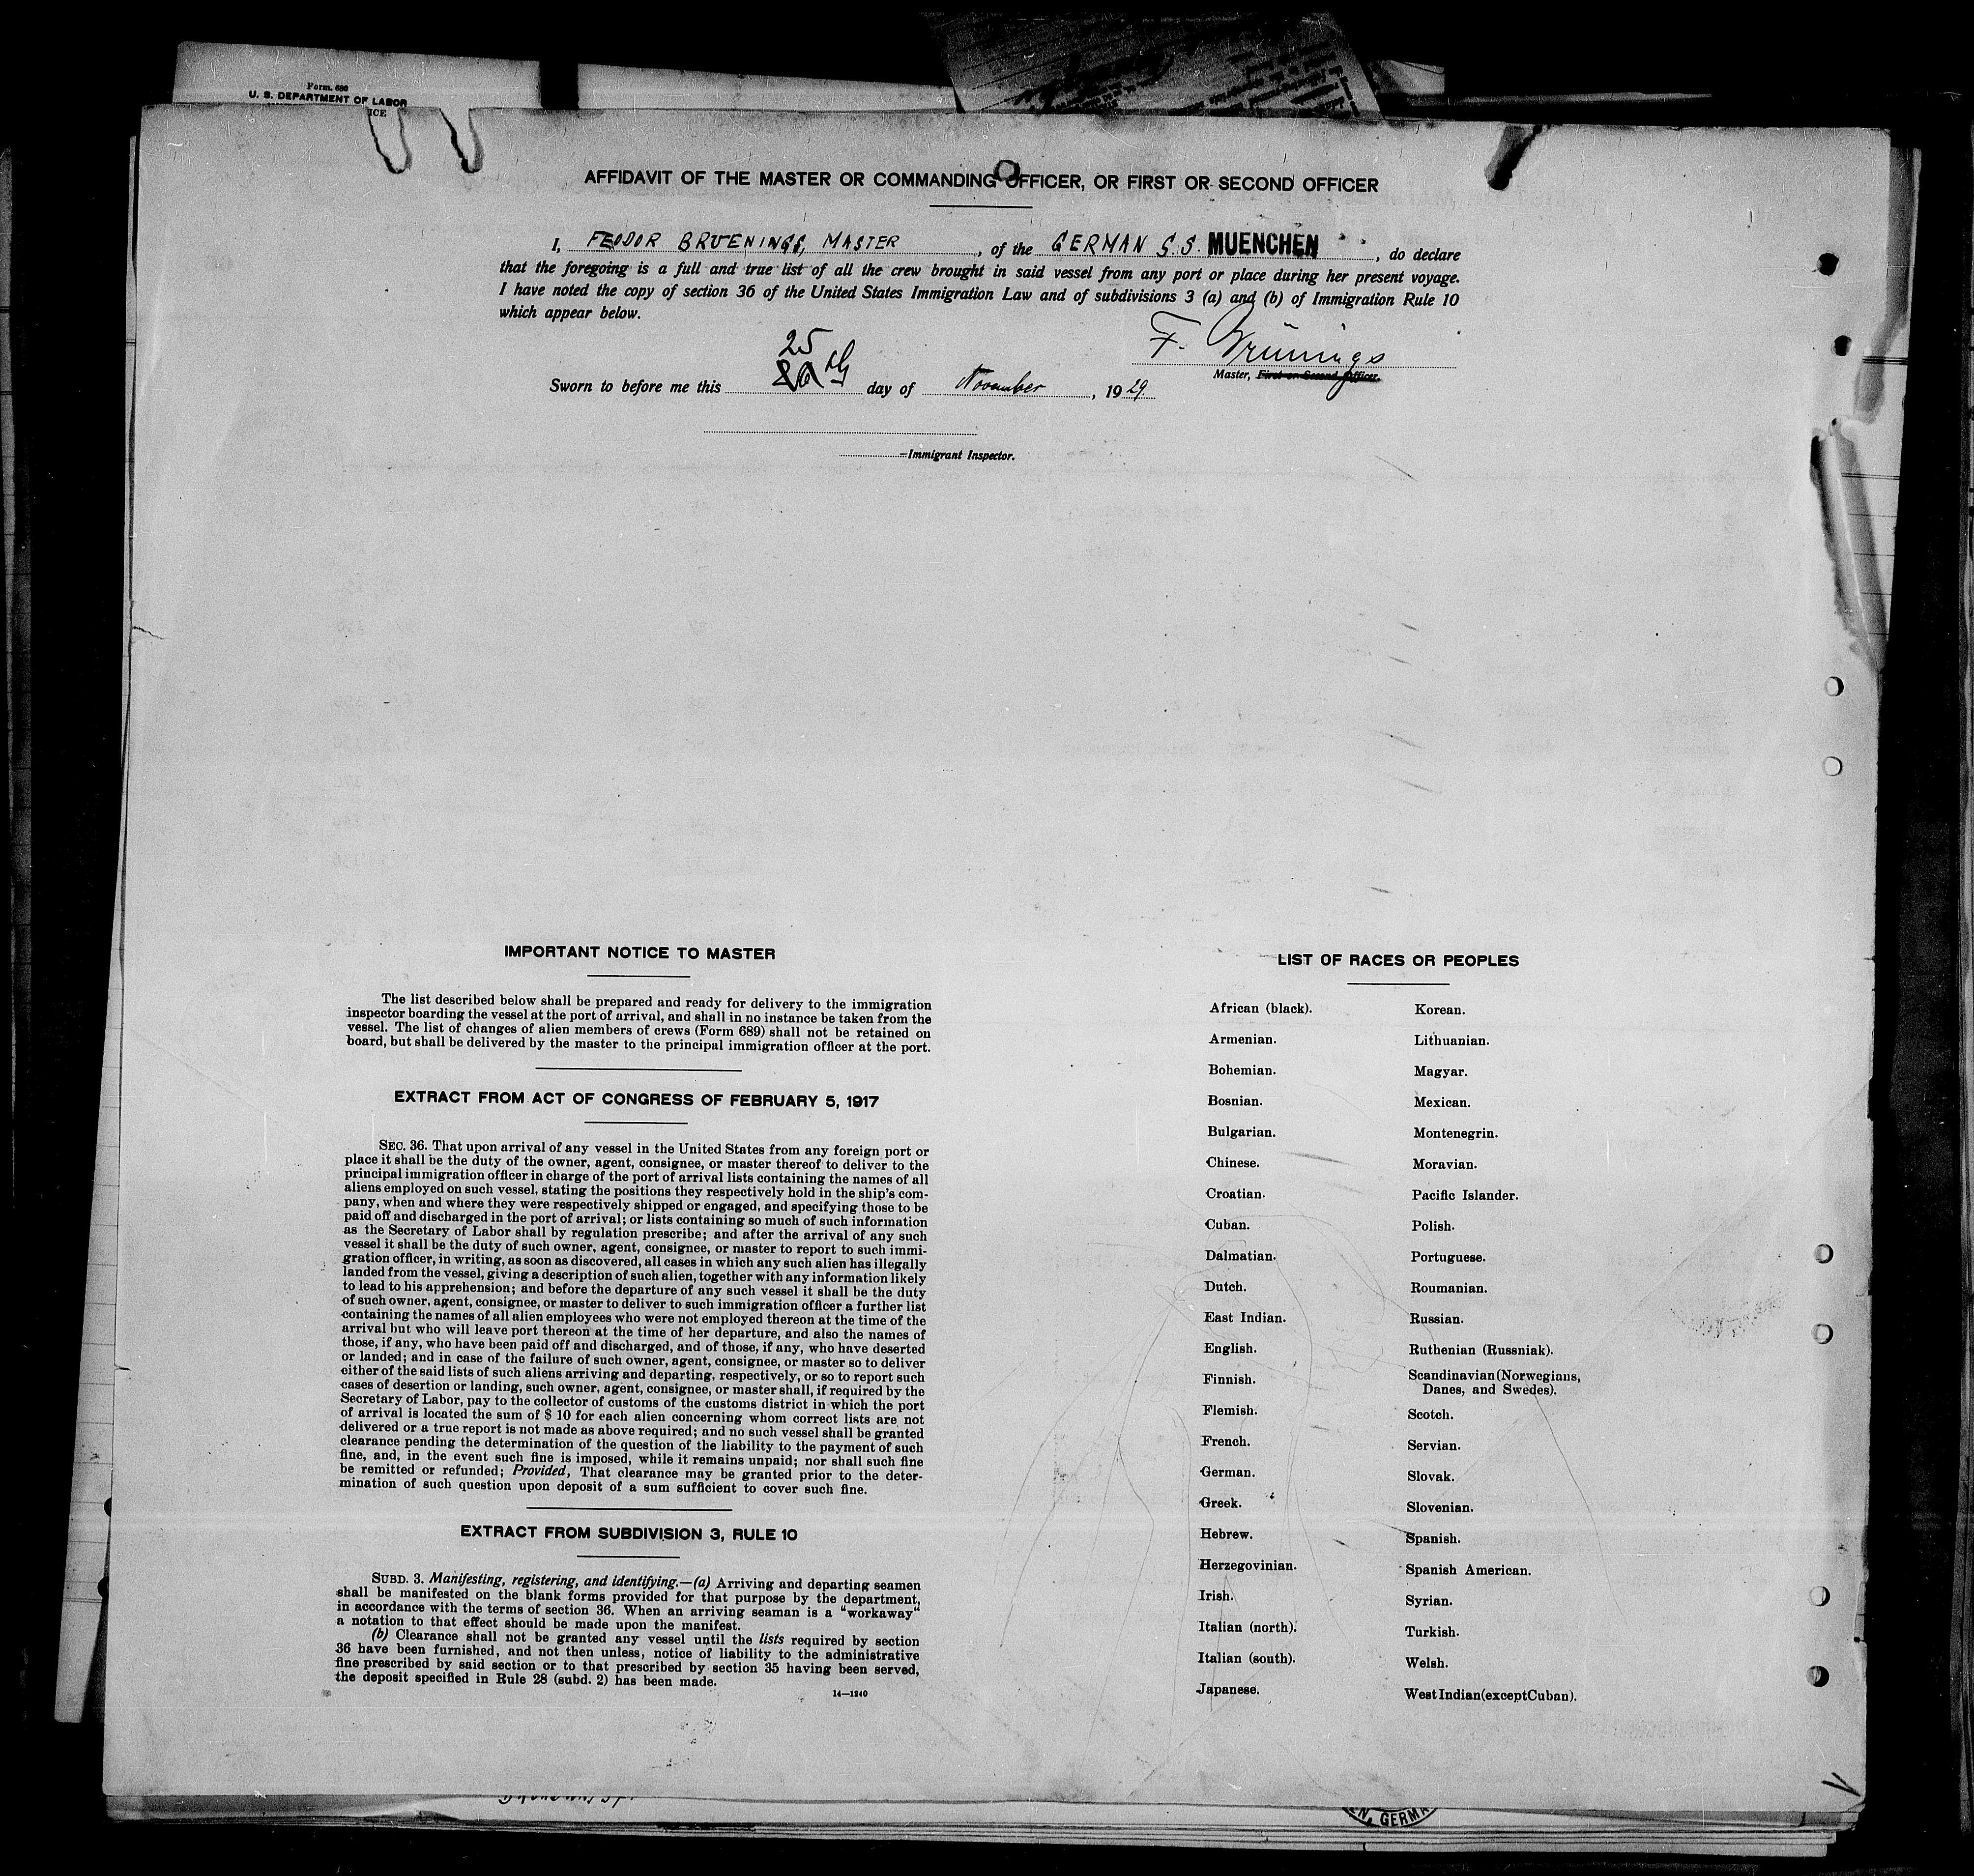 Form. 680
U. S. DEPARTMENT OF LABOR
ICE
AFFIDAVIT OF THE MASTER OR COMMANDING OFFICER, OR FIRST OR SECOND OFFICER
I, FEODOR BRUENINGS, MASTER, of the GERMAN S.S. MUENCHEN, do declare
that the foregoing is a full and true list of all the crew brought in said vessel from any port or place during her present voyage.
I have noted the copy of section 36 of the United States Immigration Law and of subdivisions 3 (a) and (b) of Immigration Rule 10
which appear below.
F. Brünings
Master, First or Second Officer.
25
Sworn to before me this th day of November, 1929.
Immigrant Inspector.
IMPORTANT NOTICE TO MASTER
The list described below shall be prepared and ready for delivery to the immigration
inspector boarding the vessel at the port of arrival, and shall in no instance be taken from the
vessel. The list of changes of alien members of crews (Form 689) shall not be retained on
board, but shall be delivered by the master to the principal immigration officer at the port.
EXTRACT FROM ACT OF CONGRESS OF FEBRUARY 5, 1917
SEC. 36. That upon arrival of any vessel in the United States from any foreign port or
place it shall be the duty of the owner, agent, consignee, or master thereof to deliver to the
principal immigration officer in charge of the port of arrival lists containing the names of all
aliens employed on such vessel, stating the positions they respectively hold in the ship's com-
pany, when and where they were respectively shipped or engaged, and specifying those to be
paid off and discharged in the port of arrival; or lists containing so much of such information
as the Secretary of Labor shall by regulation prescribe; and after the arrival of any such
vessel it shall be the duty of such owner, agent, consignee, or master to report to such immi-
gration officer, in writing, as soon as discovered, all cases in which any such alien has illegally
landed from the vessel, giving a description of such alien, together with any information likely
to lead to his apprehension; and before the departure of any such vessel it shall be the duty
of such owner, agent, consignee, or master to deliver to such immigration officer a further list
containing the names of all alien employees who were not employed thereon at the time of the
arrival but who will leave port thereon at the time of her departure, and also the names of
those, if any, who have been paid off and discharged, and of those, if any, who have deserted
or landed; and in case of the failure of such owner, agent, consignee, or master so to deliver
either of the said lists of such aliens arriving and departing, respectively, or so to report such
cases of desertion or landing, such owner, agent, consignee, or master shall, if required by the
Secretary of Labor, pay to the collector of customs of the customs district in which the port
of arrival is located the sum of $ 10 for each alien concerning whom correct lists are not
delivered or a true report is not made as above required; and no such vessel shall be granted
clearance pending the determination of the question of the liability to the payment of such
fine, and, in the event such fine is imposed, while it remains unpaid; nor shall such fine
be remitted or refunded; Provided, That clearance may be granted prior to the deter-
mination of such question upon deposit of a sum sufficient to cover such fine.
EXTRACT FROM SUBDIVISION 3, RULE 10
SUBD. 3. Manifesting, registering, and identifying.—(a) Arriving and departing seamen
shall be manifested on the blank forms provided for that purpose by the department,
in accordance with the terms of section 36. When an arriving seaman is a "workaway"
a notation to that effect should be made upon the manifest.
(b) Clearance shall not be granted any vessel until the lists required by section
36 have been furnished, and not then unless, notice of liability to the administrative
fine prescribed by said section or to that prescribed by section 35 having been served,
the deposit specified in Rule 28 (subd. 2) has been made.
14—1240
LIST OF RACES OR PEOPLES
African (black).
Armenian.
Bohemian.
Bosnian.
Bulgarian.
Chinese.
Croatian.
Cuban.
Dalmatian.
Dutch.
East Indian.
English.
Finnish.
Flemish.
French.
German.
Greek.
Hebrew.
Herzegovinian.
Irish.
Italian (north).
Italian (south).
Japanese.
Korean.
Lithuanian.
Magyar.
Mexican.
Montenegrin.
Moravian.
Pacific Islander.
Polish.
Portuguese.
Roumanian.
Russian.
Ruthenian (Russniak).
Scandinavian (Norwegians,
Danes, and Swedes).
Scotch.
Servian.
Slovak.
Slovenian.
Spanish.
Spanish American.
Syrian.
Turkish.
Welsh.
West Indian (except Cuban).
EN, GERMA